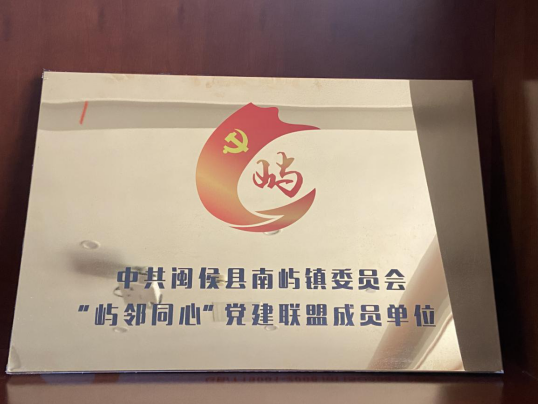 屿
中共闽侯县南屿镇委员会
“屿邻同心”党建联盟成员单位